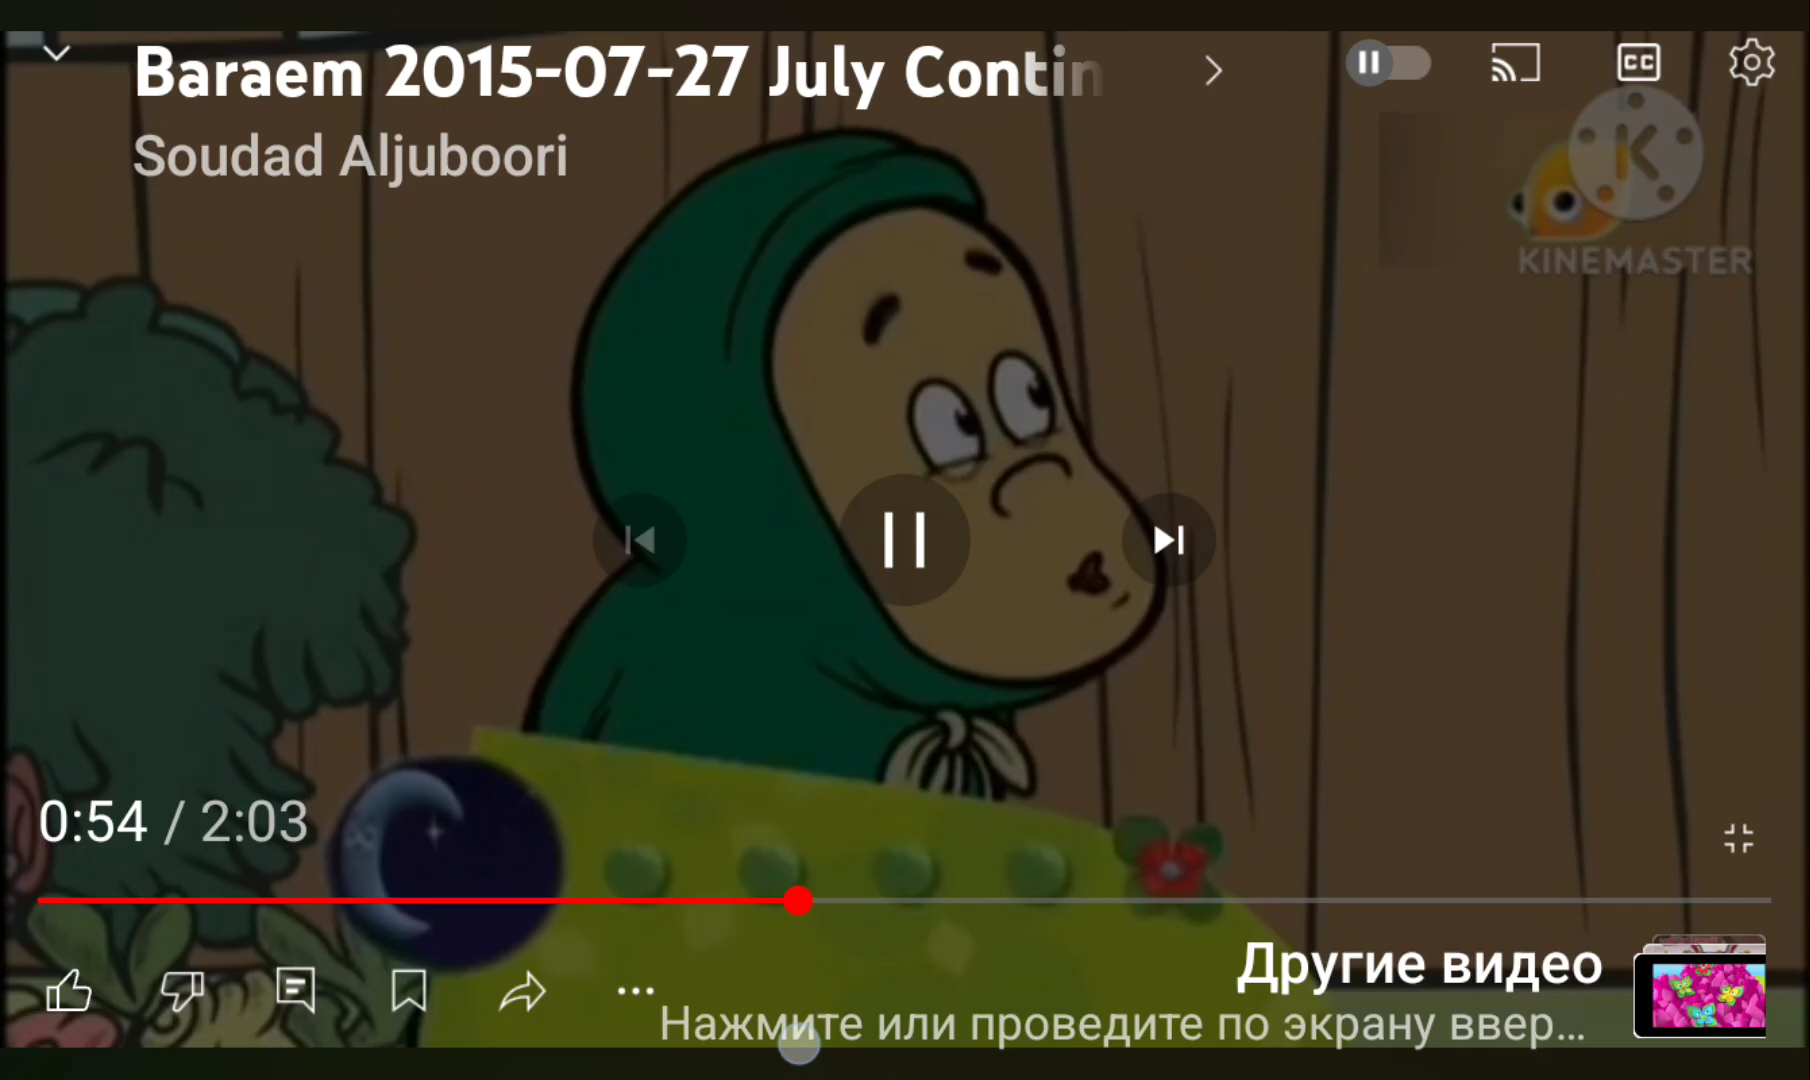 Baraem 2015-07-27 July Contin
CC
Soudad Aljuboori
K
KINEMASTER
0:54 / 2:03
Другие видео
Нажмите или проведите по экрану ввер...